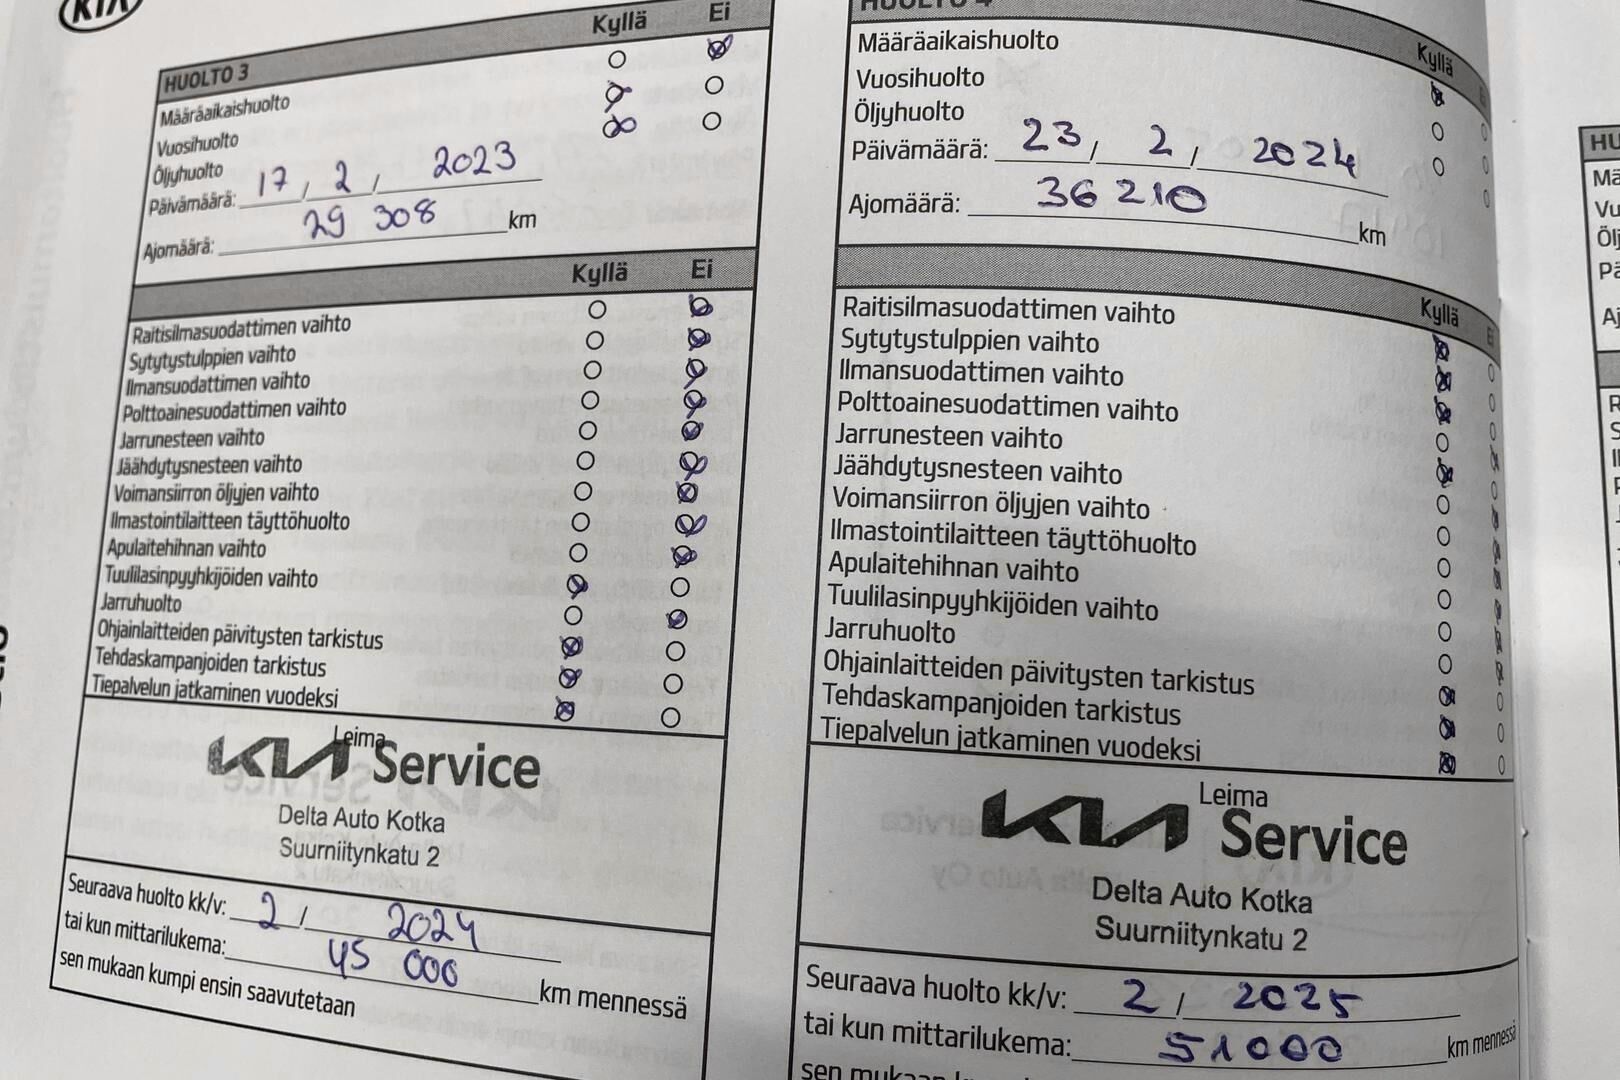 KIA
Kyllä Ei
HUOLTO 3
Määräaikaishuolto
Vuosihuolto
Öljyhuolto
Päivämäärä: 17 / 2 / 2023
Ajomäärä: 29 308 km
Kyllä Ei
Raitisilmasuodattimen vaihto
Sytytystulppien vaihto
Ilmansuodattimen vaihto
Polttoainesuodattimen vaihto
Jarrunesteen vaihto
Jäähdytysnesteen vaihto
Voimansiirron öljyjen vaihto
Ilmastointilaitteen täyttöhuolto
Apulaitehihnan vaihto
Tuulilasinpyyhkijöiden vaihto
Jarruhuolto
Ohjainlaitteiden päivitysten tarkistus
Tehdaskampanjoiden tarkistus
Tiepalvelun jatkaminen vuodeksi
Leima
KIA Service
Delta Auto Kotka
Suurniitynkatu 2
Seuraava huolto kk/v: 2 / 2024
tai kun mittarilukema: 45 000 km mennessä
sen mukaan kumpi ensin saavutetaan
HUOLTO 4
Kyllä Ei
Määräaikaishuolto
Vuosihuolto
Öljyhuolto
Päivämäärä: 23 / 2 / 2024
Ajomäärä: 36 210 km
Kyllä Ei
Raitisilmasuodattimen vaihto
Sytytystulppien vaihto
Ilmansuodattimen vaihto
Polttoainesuodattimen vaihto
Jarrunesteen vaihto
Jäähdytysnesteen vaihto
Voimansiirron öljyjen vaihto
Ilmastointilaitteen täyttöhuolto
Apulaitehihnan vaihto
Tuulilasinpyyhkijöiden vaihto
Jarruhuolto
Ohjainlaitteiden päivitysten tarkistus
Tehdaskampanjoiden tarkistus
Tiepalvelun jatkaminen vuodeksi
Leima
KIA Service
Delta Auto Kotka
Suurniitynkatu 2
Seuraava huolto kk/v: 2 / 2025
tai kun mittarilukema: 51000 km mennessä
sen mukaan